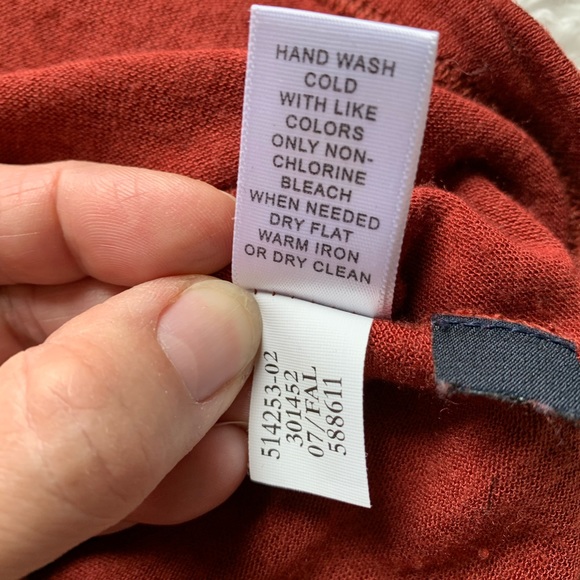 HAND WASH
COLD
WITH LIKE
COLORS
ONLY NON-
CHLORINE
BLEACH
WHEN NEEDED
DRY FLAT
WARM IRON
OR DRY CLEAN
514253-02
301452
07/FAL
588611